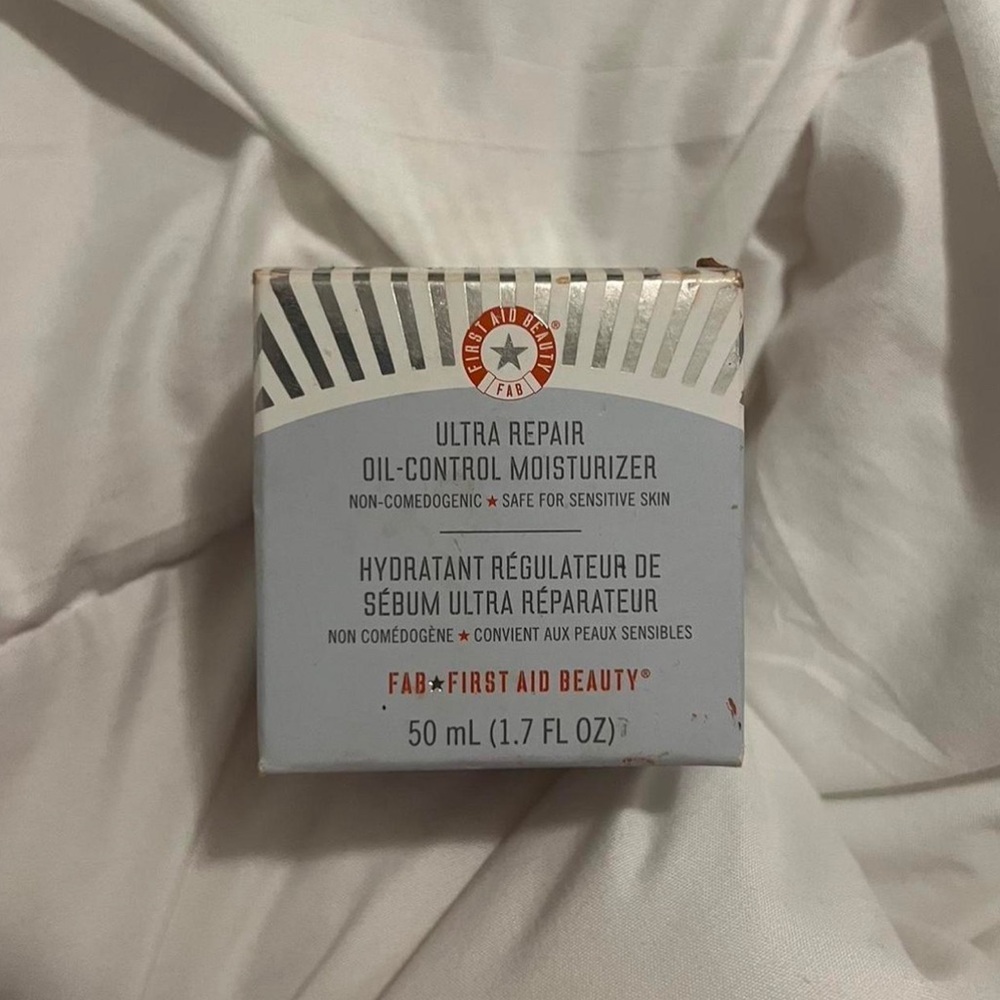 FIRST AID BEAUTY®
FAB
ULTRA REPAIR
OIL-CONTROL MOISTURIZER
NON-COMEDOGENIC ★ SAFE FOR SENSITIVE SKIN
HYDRATANT RÉGULATEUR DE
SÉBUM ULTRA RÉPARATEUR
NON COMÉDOGÈNE ★ CONVIENT AUX PEAUX SENSIBLES
FAB★FIRST AID BEAUTY®
50 mL (1.7 FL OZ)